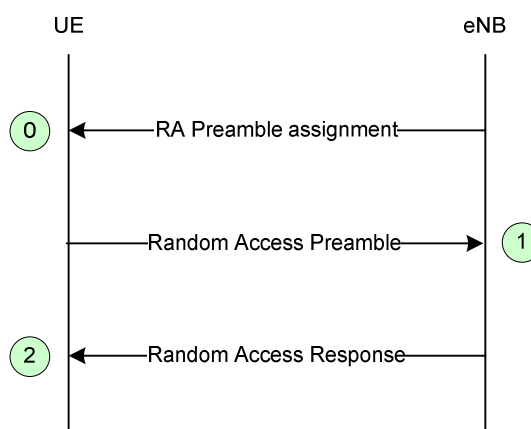 UE eNB
0 RA Preamble assignment
Random Access Preamble 1
2 Random Access Response